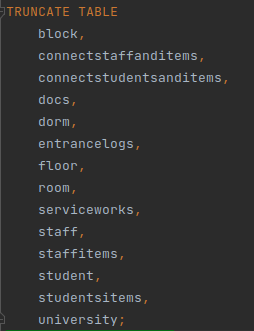 TRUNCATE TABLE
block,
connectstaffanditems,
connectstudentsanditems,
docs,
dorm,
entrancelogs,
floor,
room,
serviceworks,
staff,
staffitems,
student,
studentsitems,
university;